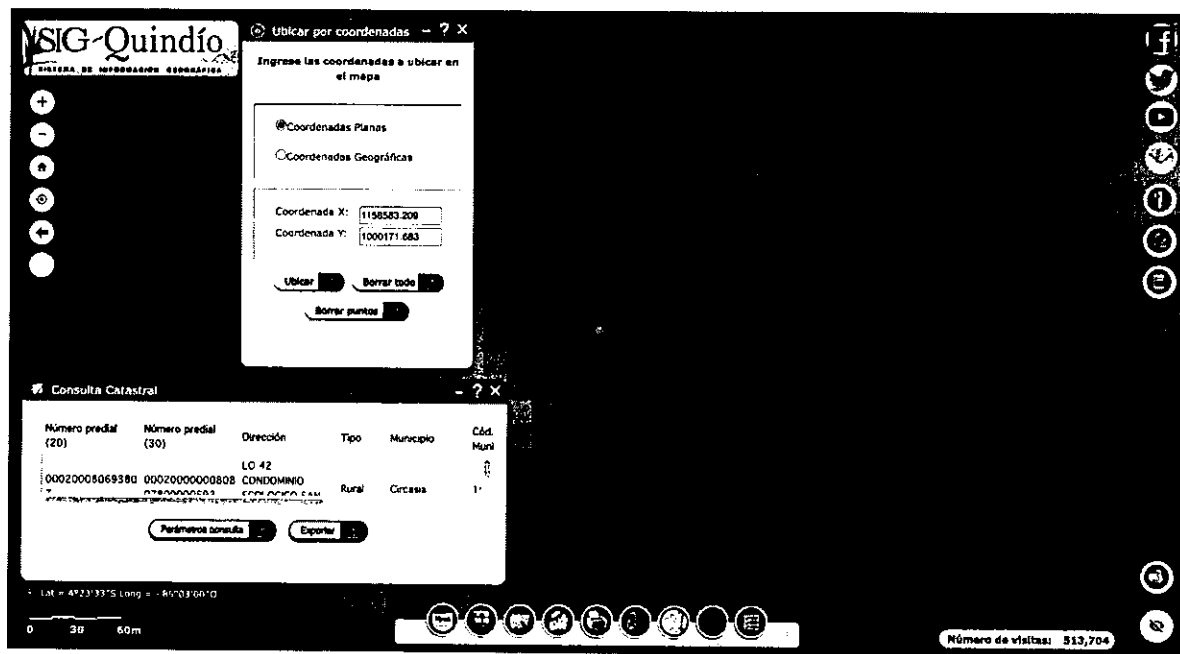 SIG-Quindío
SISTEMA DE INFORMACIÓN GEOGRÁFICA
Ubicar por coordenadas – ? ×
Ingrese las coordenadas a ubicar en
el mapa
Coordenadas Planas
Coordenadas Geográficas
Coordenada X: 1158583.209
Coordenada Y: 1000171.683
Ubicar
Borrar todo
Borrar puntos
Consulta Catastral – ? ×
Número predial (20)
Número predial (30)
Dirección
Tipo
Municipio
Cód. Muni
00020008069380
00020000000808
LO 42
CONDOMINIO
Rural
Circasia
Parámetros consulta
Exportar
0 30 60m
Número de visitas: 513,704